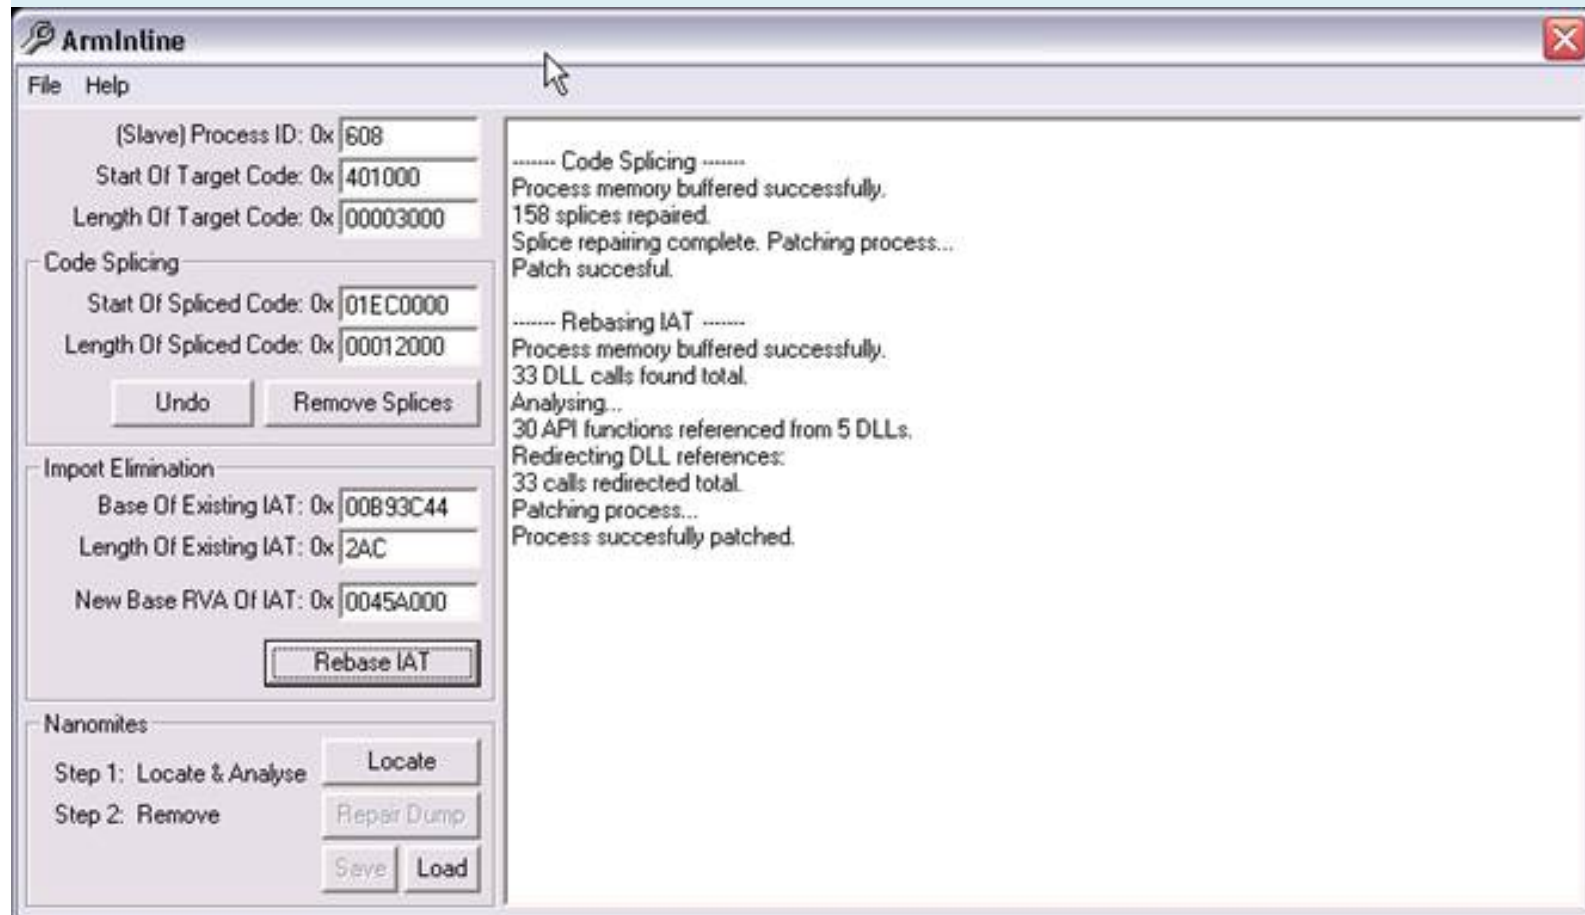 ArmInline
File Help
(Slave) Process ID: 0x 608
Start Of Target Code: 0x 401000
Length Of Target Code: 0x 00003000
Code Splicing
Start Of Spliced Code: 0x 01EC0000
Length Of Spliced Code: 0x 00012000
Undo Remove Splices
Import Elimination
Base Of Existing IAT: 0x 00B93C44
Length Of Existing IAT: 0x 2AC
New Base RVA Of IAT: 0x 0045A000
Rebase IAT
Nanomites
Step 1: Locate & Analyse Locate
Step 2: Remove Repair Dump
Save Load
------- Code Splicing -------
Process memory buffered successfully.
158 splices repaired.
Splice repairing complete. Patching process...
Patch succesful.
------- Rebasing IAT -------
Process memory buffered successfully.
33 DLL calls found total.
Analysing...
30 API functions referenced from 5 DLLs.
Redirecting DLL references:
33 calls redirected total.
Patching process...
Process succesfully patched.